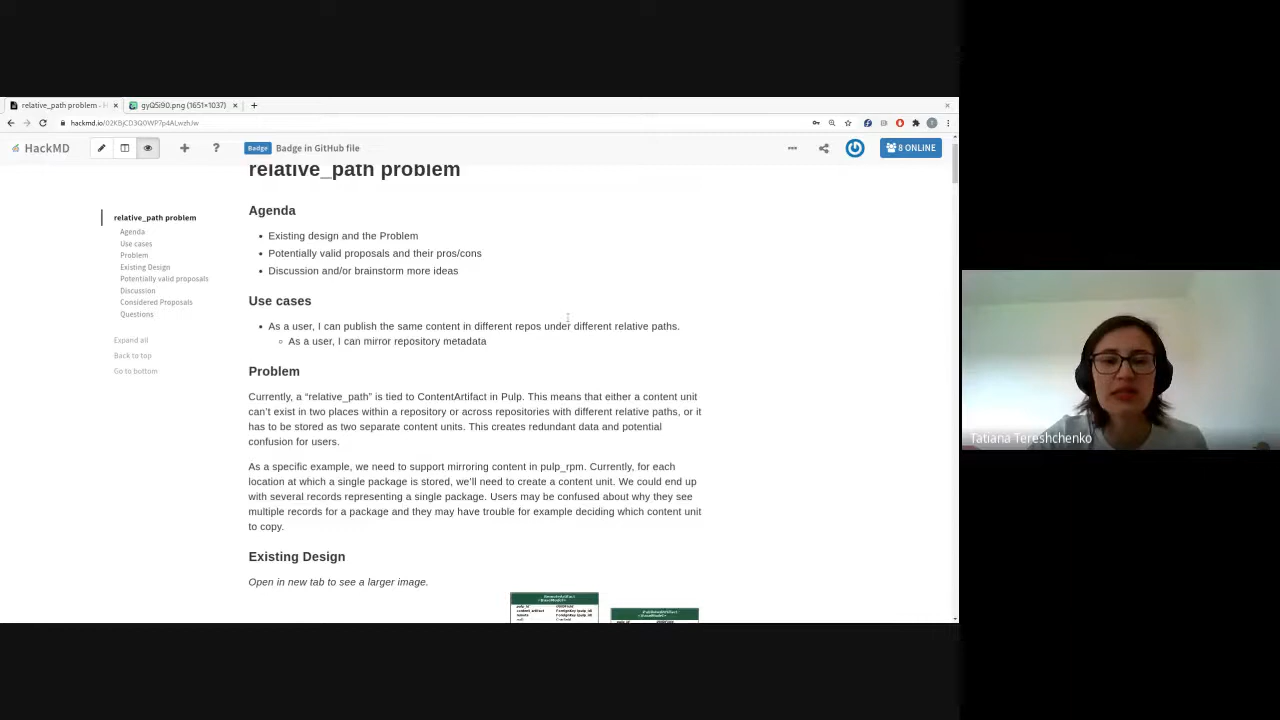 relative_path problem - H
gyQ5i90.png (1651×1037)
hackmd.io/02KBjCD3Q0WP7p4ALwzhJw
HackMD
Badge
Badge in GitHub file
8 ONLINE
relative_path problem
Agenda
Use cases
Problem
Existing Design
Potentially valid proposals
Discussion
Considered Proposals
Questions
Expand all
Back to top
Go to bottom
relative_path problem
Agenda
Existing design and the Problem
Potentially valid proposals and their pros/cons
Discussion and/or brainstorm more ideas
Use cases
As a user, I can publish the same content in different repos under different relative paths.
As a user, I can mirror repository metadata
Problem
Currently, a “relative_path” is tied to ContentArtifact in Pulp. This means that either a content unit
can’t exist in two places within a repository or across repositories with different relative paths, or it
has to be stored as two separate content units. This creates redundant data and potential
confusion for users.
As a specific example, we need to support mirroring content in pulp_rpm. Currently, for each
location at which a single package is stored, we’ll need to create a content unit. We could end up
with several records representing a single package. Users may be confused about why they see
multiple records for a package and they may have trouble for example deciding which content unit
to copy.
Existing Design
Open in new tab to see a larger image.
Tatiana Tereshchenko